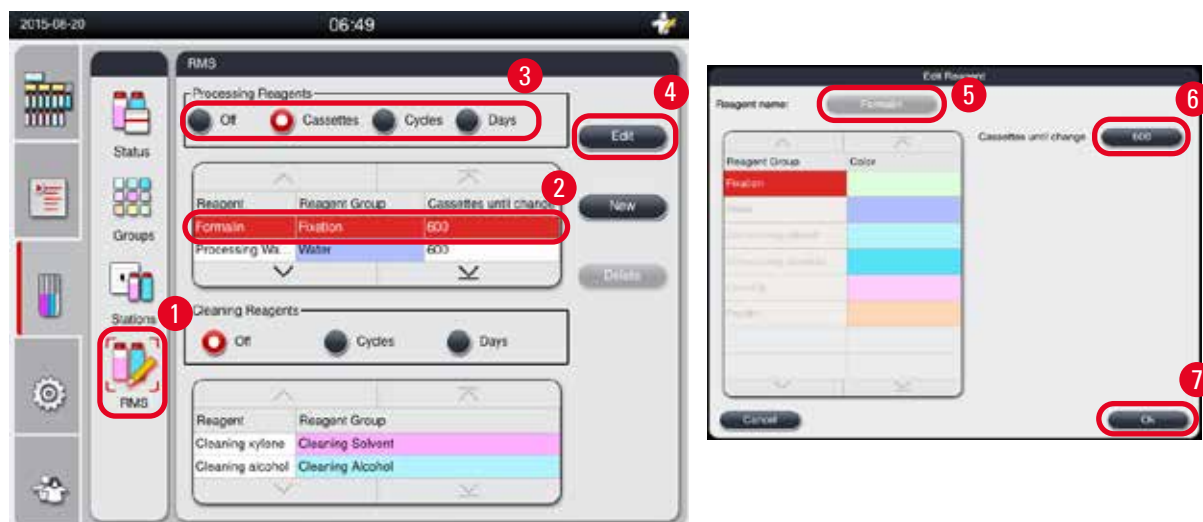 2015-08-20 06:49
RMS
Processing Reagents
3
4
Off Cassettes Cycles Days
Edit
Status
2
Reagent Reagent Group Cassettes until change
New
Formalin Fixation 600
Processing Wa... Water 600
Groups
Delete
Stations
1
Cleaning Reagents
Off Cycles Days
RMS
Reagent Reagent Group
Cleaning xylene Cleaning Solvent
Cleaning alcohol Cleaning Alcohol
Edit Reagent
Reagent name: Formalin
5
6
Cassettes until change 600
Reagent Group Color
Fixation
Water
Cancel
Ok
7